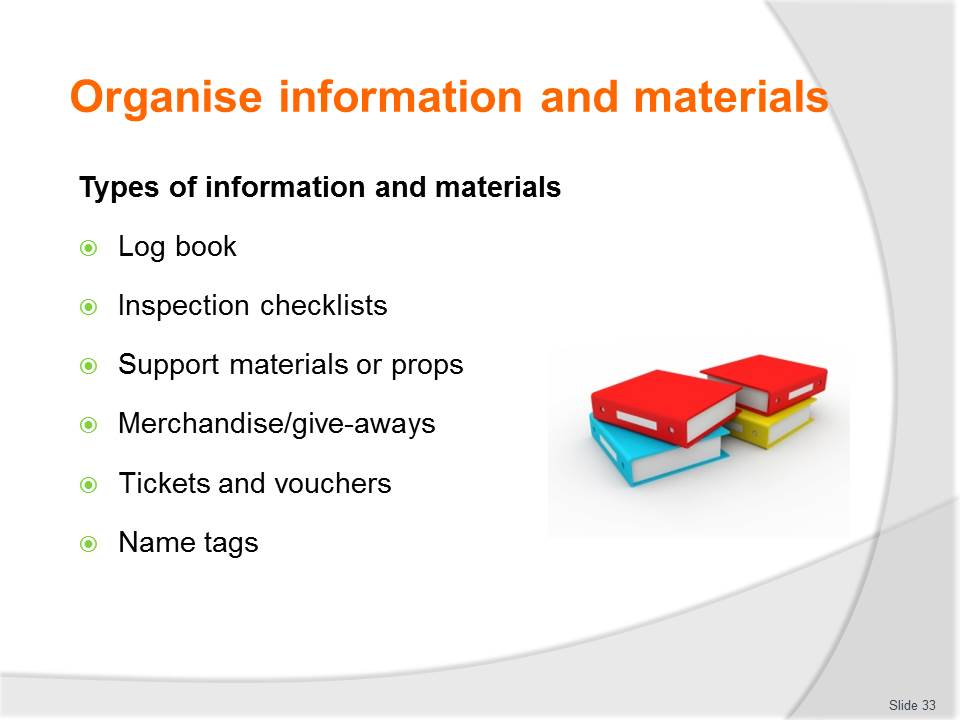 Organise information and materials
Types of information and materials
Log book
Inspection checklists
Support materials or props
Merchandise/give-aways
Tickets and vouchers
Name tags
Slide 33